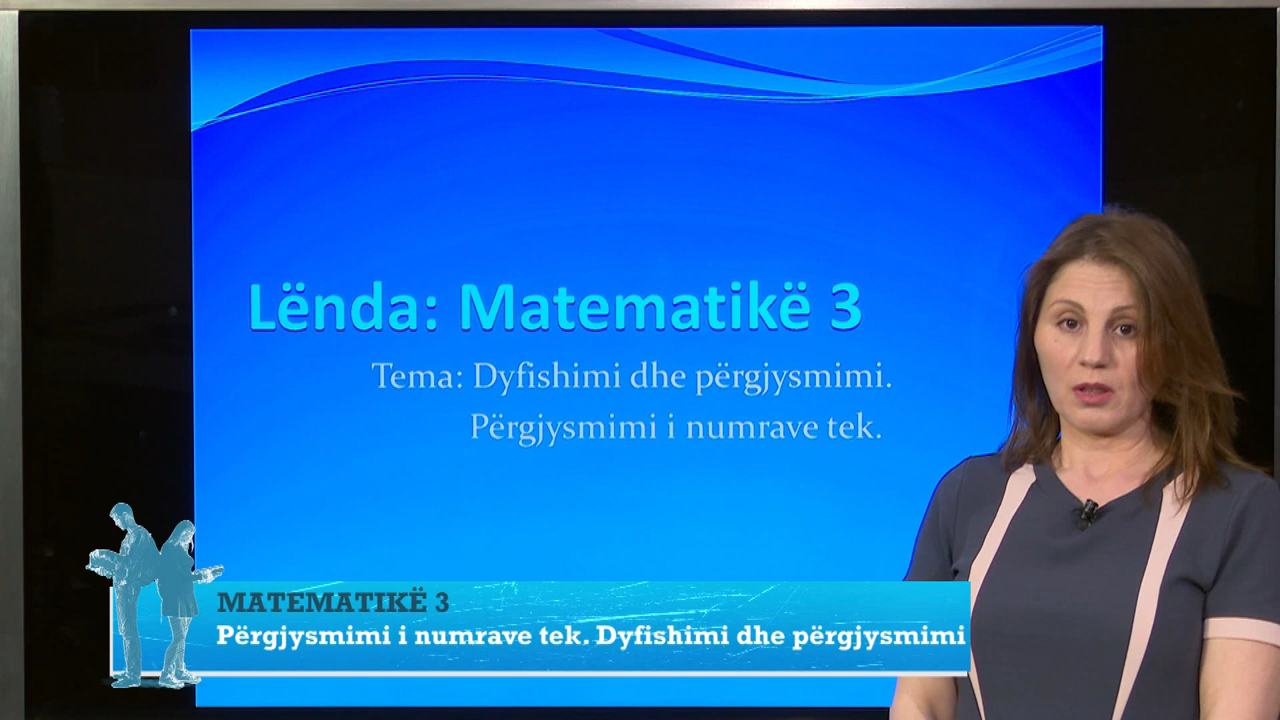 Lënda: Matematikë 3
Tema: Dyfishimi dhe përgjysmimi.
Përgjysmimi i numrave tek.
MATEMATIKË 3
Përgjysmimi i numrave tek. Dyfishimi dhe përgjysmimi